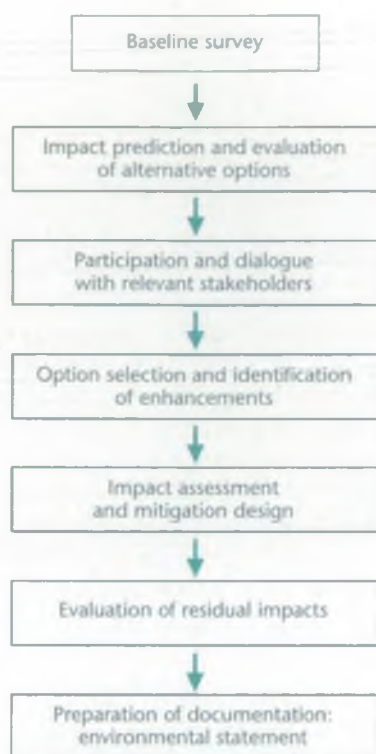 Baseline survey
Impact prediction and evaluation
of alternative options
Participation and dialogue
with relevant stakeholders
Option selection and identification
of enhancements
Impact assessment
and mitigation design
Evaluation of residual impacts
Preparation of documentation:
environmental statement